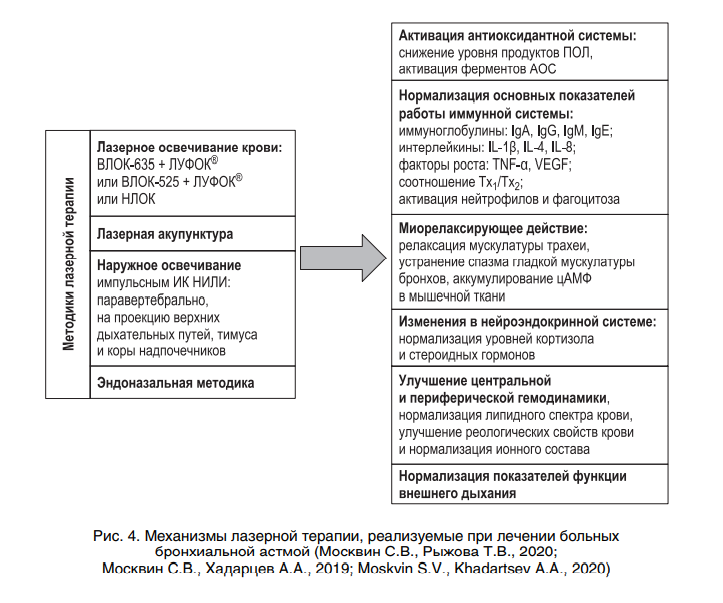 Методики лазерной терапии
Лазерное освечивание крови:
ВЛОК-635 + ЛУФОК®
или ВЛОК-525 + ЛУФОК®
или НЛОК
Лазерная акупунктура
Наружное освечивание
импульсным ИК НИЛИ:
паравертебрально,
на проекцию верхних
дыхательных путей, тимуса
и коры надпочечников
Эндоназальная методика
Активация антиоксидантной системы:
снижение уровня продуктов ПОЛ,
активация ферментов АОС
Нормализация основных показателей
работы иммунной системы:
иммуноглобулины: IgA, IgG, IgM, IgE;
интерлейкины: IL-1β, IL-4, IL-8;
факторы роста: TNF-α, VEGF;
соотношение Тх₁/Тх₂;
активация нейтрофилов и фагоцитоза
Миорелаксирующее действие:
релаксация мускулатуры трахеи,
устранение спазма гладкой мускулатуры
бронхов, аккумулирование цАМФ
в мышечной ткани
Изменения в нейроэндокринной системе:
нормализация уровней кортизола
и стероидных гормонов
Улучшение центральной
и периферической гемодинамики,
нормализация липидного спектра крови,
улучшение реологических свойств крови
и нормализация ионного состава
Нормализация показателей функции
внешнего дыхания
Рис. 4. Механизмы лазерной терапии, реализуемые при лечении больных
бронхиальной астмой (Москвин С.В., Рыжова Т.В., 2020;
Москвин С.В., Хадарцев А.А., 2019; Moskvin S.V., Khadartsev A.A., 2020)